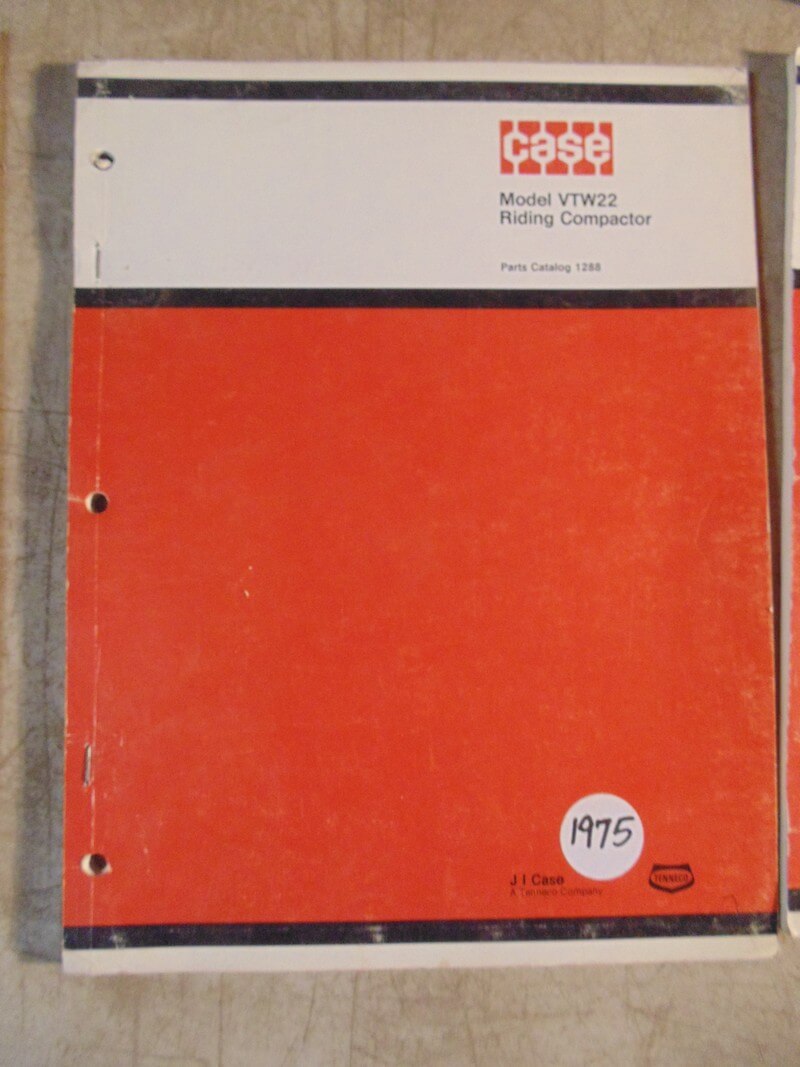 case
Model VTW22
Riding Compactor
Parts Catalog 1288
1975
J I Case
A Tenneco Company
TENNECO